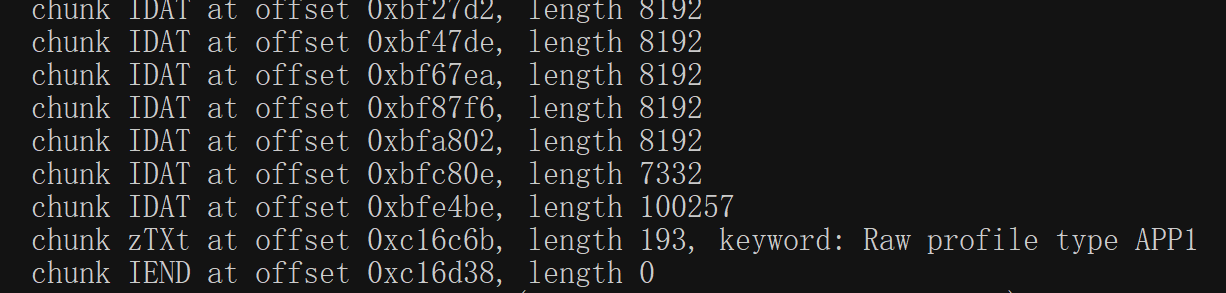 chunk IDAT at offset 0xbf27d2, length 8192
chunk IDAT at offset 0xbf47de, length 8192
chunk IDAT at offset 0xbf67ea, length 8192
chunk IDAT at offset 0xbf87f6, length 8192
chunk IDAT at offset 0xbfa802, length 8192
chunk IDAT at offset 0xbfc80e, length 7332
chunk IDAT at offset 0xbfe4be, length 100257
chunk zTXt at offset 0xc16c6b, length 193, keyword: Raw profile type APP1
chunk IEND at offset 0xc16d38, length 0